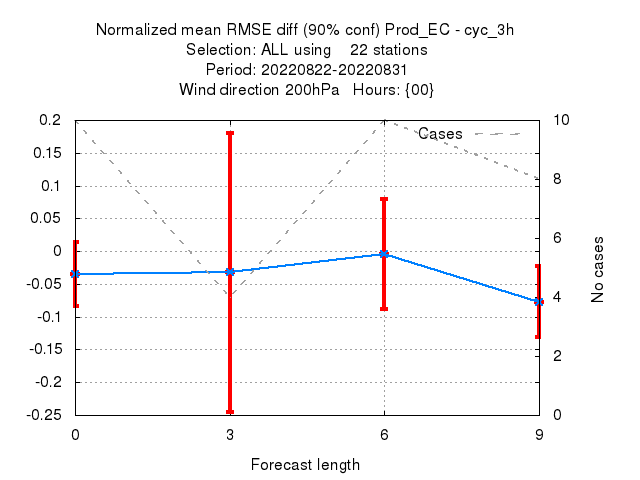 Normalized mean RMSE diff (90% conf) Prod_EC - cyc_3h
Selection: ALL using 22 stations
Period: 20220822-20220831
Wind direction 200hPa Hours: {00}
Cases
0.2
0.15
0.1
0.05
0
-0.05
-0.1
-0.15
-0.2
-0.25
10
8
6
4
2
0
No cases
0 3 6 9
Forecast length